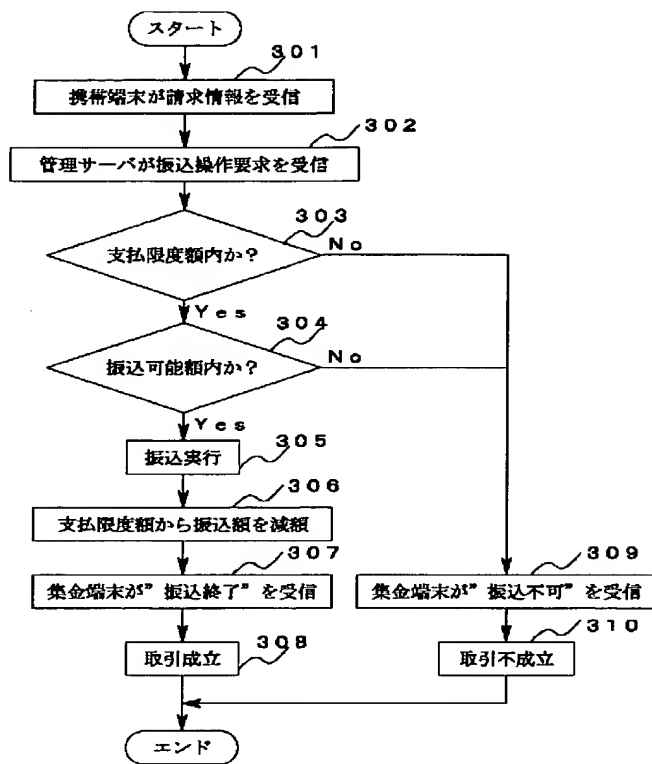 スタート
301
携帯端末が請求情報を受信
302
管理サーバが振込操作要求を受信
303
支払限度額内か?
No
Yes
304
振込可能額内か?
No
Yes
305
振込実行
306
支払限度額から振込額を減額
307
集金端末が”振込終了”を受信
309
集金端末が”振込不可”を受信
308
取引成立
310
取引不成立
エンド